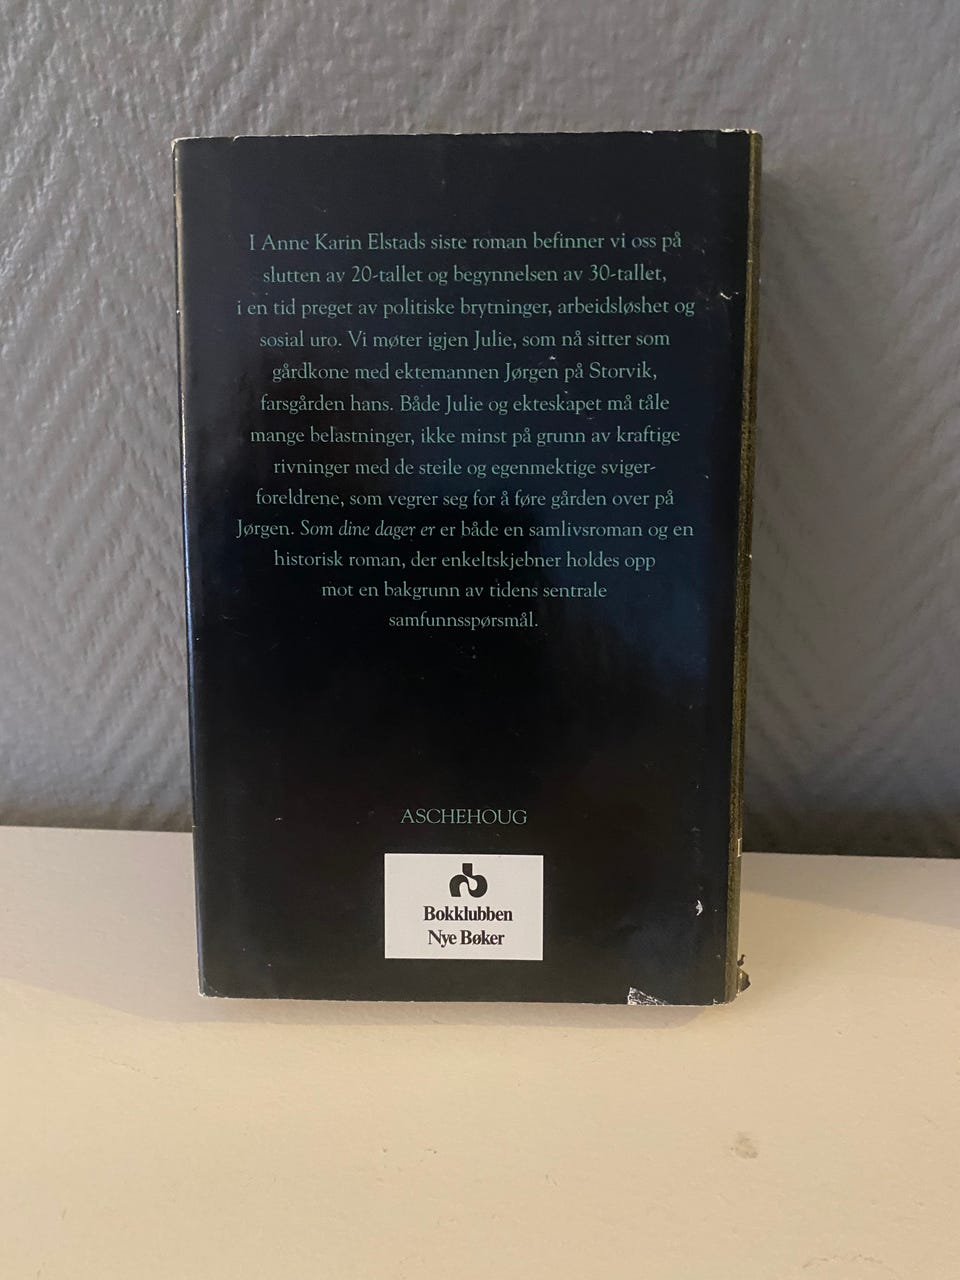 I Anne Karin Elstads siste roman befinner vi oss på
slutten av 20-tallet og begynnelsen av 30-tallet,
i en tid preget av politiske brytninger, arbeidsløshet og
sosial uro. Vi møter igjen Julie, som nå sitter som
gårdkone med ektemannen Jørgen på Storvik,
farsgården hans. Både Julie og ekteskapet må tåle
mange belastninger, ikke minst på grunn av kraftige
rivninger med de steile og egenmektige sviger-
foreldrene, som vegrer seg for å føre gården over på
Jørgen. Som dine dager er er både en samlivsroman og en
historisk roman, der enkeltskjebner holdes opp
mot en bakgrunn av tidens sentrale
samfunnsspørsmål.
ASCHEHOUG
Bokklubben
Nye Bøker